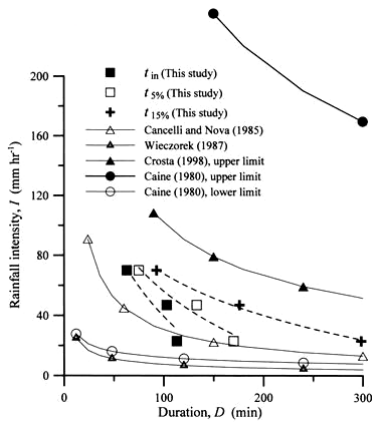 200
160
120
80
40
0
Rainfall intensity, I (mm hr⁻¹)
t in (This study)
t 5% (This study)
t 15% (This study)
Cancelli and Nova (1985)
Wieczorek (1987)
Crosta (1998), upper limit
Caine (1980), upper limit
Caine (1980), lower limit
0 100 200 300
Duration, D (min)